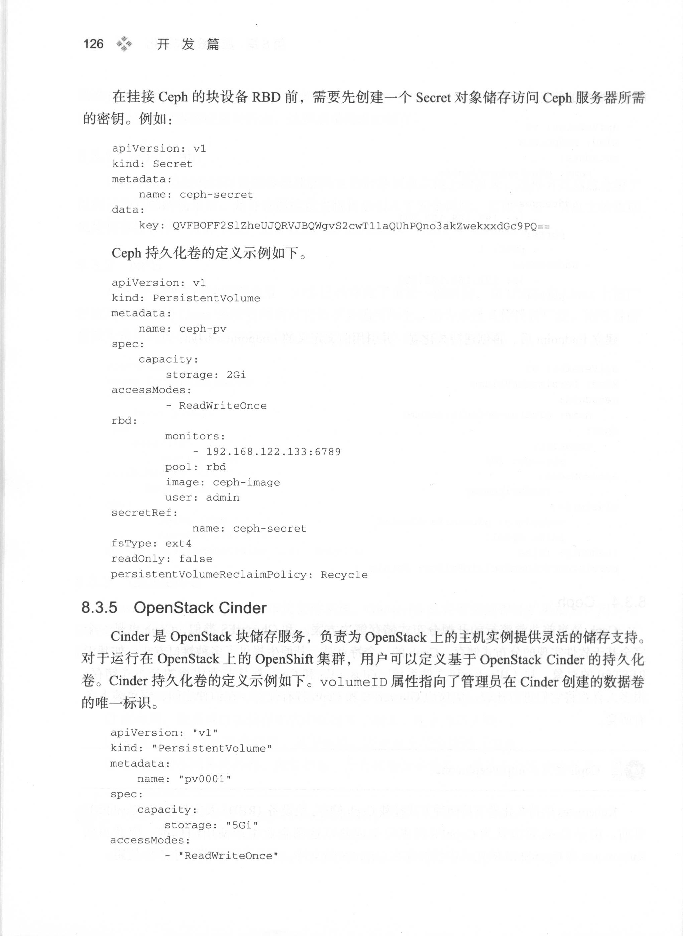 126 开发篇
在挂接 Ceph 的块设备 RBD 前，需要先创建一个 Secret 对象储存访问 Ceph 服务器所需
的密钥。例如：
apiVersion: v1
kind: Secret
metadata:
name: ceph-secret
data:
key: QVFBOFF2SlZheUJQRVJBQWgvS2cwT1laQUhPQno3akZwekxxdGc9PQ==
Ceph 持久化卷的定义示例如下。
apiVersion: v1
kind: PersistentVolume
metadata:
name: ceph-pv
spec:
capacity:
storage: 2Gi
accessModes:
- ReadWriteOnce
rbd:
monitors:
- 192.168.122.133:6789
pool: rbd
image: ceph-image
user: admin
secretRef:
name: ceph-secret
fsType: ext4
readOnly: false
persistentVolumeReclaimPolicy: Recycle
8.3.5 OpenStack Cinder
Cinder 是 OpenStack 块储存服务，负责为 OpenStack 上的主机实例提供灵活的储存支持。
对于运行在 OpenStack 上的 OpenShift 集群，用户可以定义基于 OpenStack Cinder 的持久化
卷。Cinder 持久化卷的定义示例如下。volumeID 属性指向了管理员在 Cinder 创建的数据卷
的唯一标识。
apiVersion: "v1"
kind: "PersistentVolume"
metadata:
name: "pv0001"
spec:
capacity:
storage: "5Gi"
accessModes:
- "ReadWriteOnce"